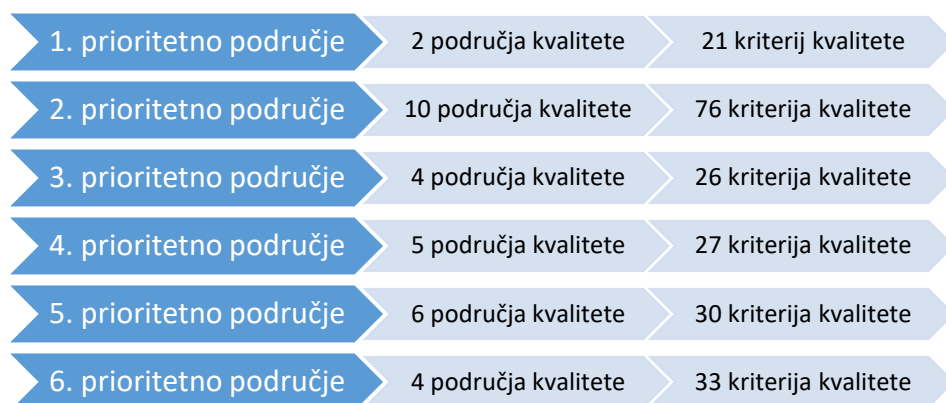 1. prioritetno područje 2 područja kvalitete 21 kriterij kvalitete
2. prioritetno područje 10 područja kvalitete 76 kriterija kvalitete
3. prioritetno područje 4 područja kvalitete 26 kriterija kvalitete
4. prioritetno područje 5 područja kvalitete 27 kriterija kvalitete
5. prioritetno područje 6 područja kvalitete 30 kriterija kvalitete
6. prioritetno područje 4 područja kvalitete 33 kriterija kvalitete